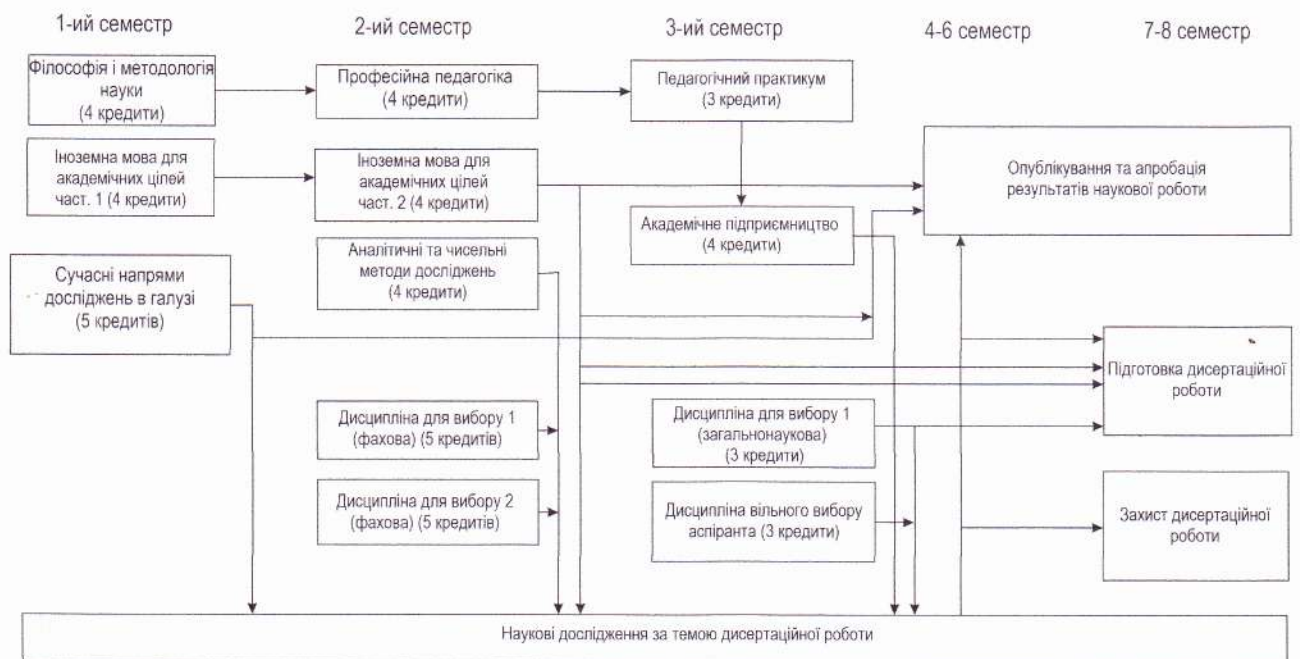 1-ий семестр
2-ий семестр
3-ий семестр
4-6 семестр
7-8 семестр
Філософія і методологія
науки
(4 кредити)
Професійна педагогіка
(4 кредити)
Педагогічний практикум
(3 кредити)
Іноземна мова для
академічних цілей
част. 1 (4 кредити)
Іноземна мова для
академічних цілей
част. 2 (4 кредити)
Опублікування та апробація
результатів наукової роботи
Академічне підприємництво
(4 кредити)
Аналітичні та чисельні
методи досліджень
(4 кредити)
Сучасні напрями
досліджень в галузі
(5 кредитів)
Підготовка дисертаційної
роботи
Дисципліна для вибору 1
(фахова) (5 кредитів)
Дисципліна для вибору 1
(загальнонаукова)
(3 кредити)
Дисципліна для вибору 2
(фахова) (5 кредитів)
Дисципліна вільного вибору
аспіранта (3 кредити)
Захист дисертаційної
роботи
Наукові дослідження за темою дисертаційної роботи